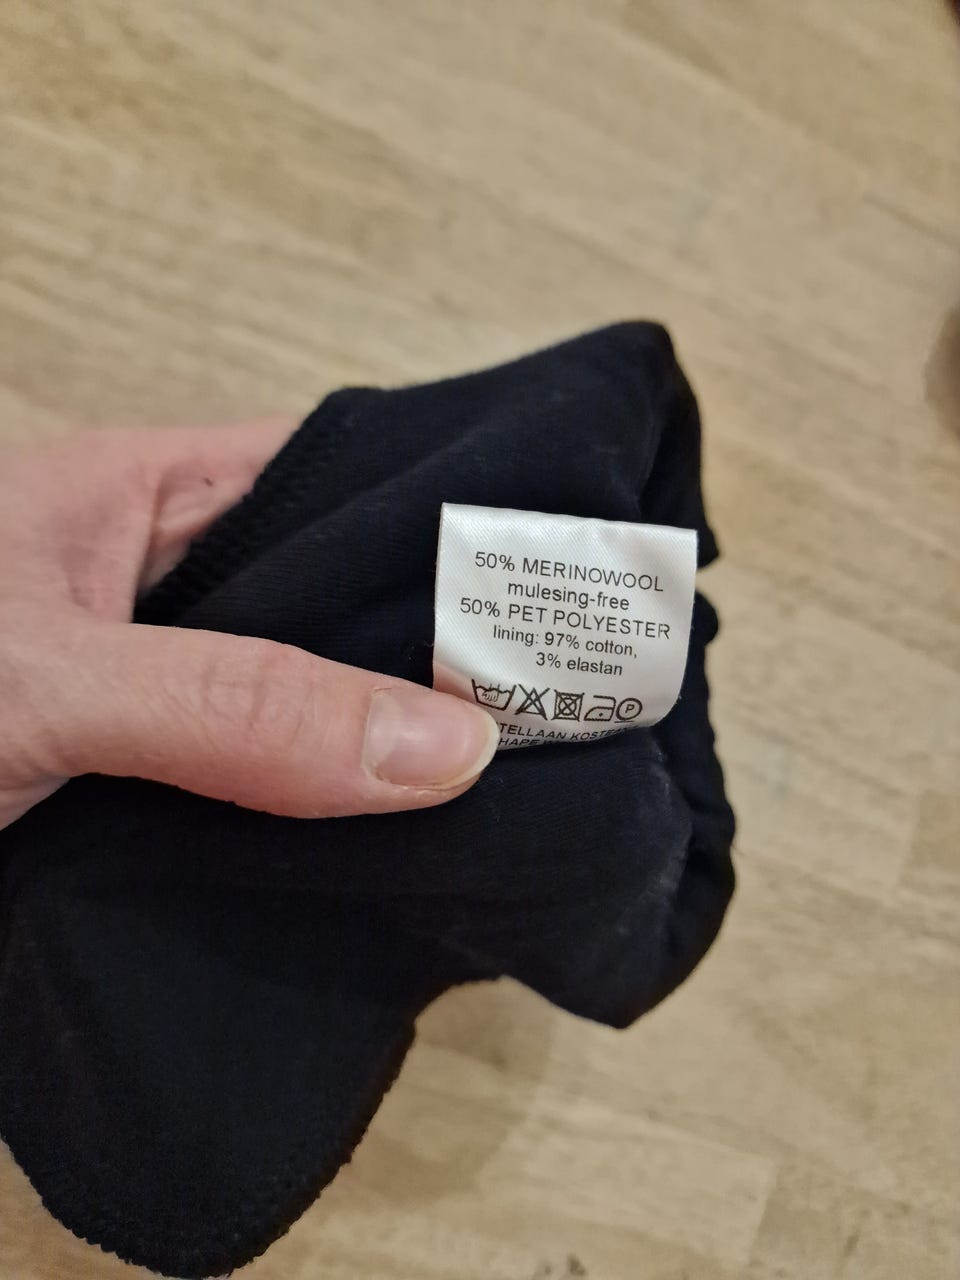 50% MERINOWOOL
mulesing-free
50% PET POLYESTER
lining: 97% cotton,
3% elastan
P